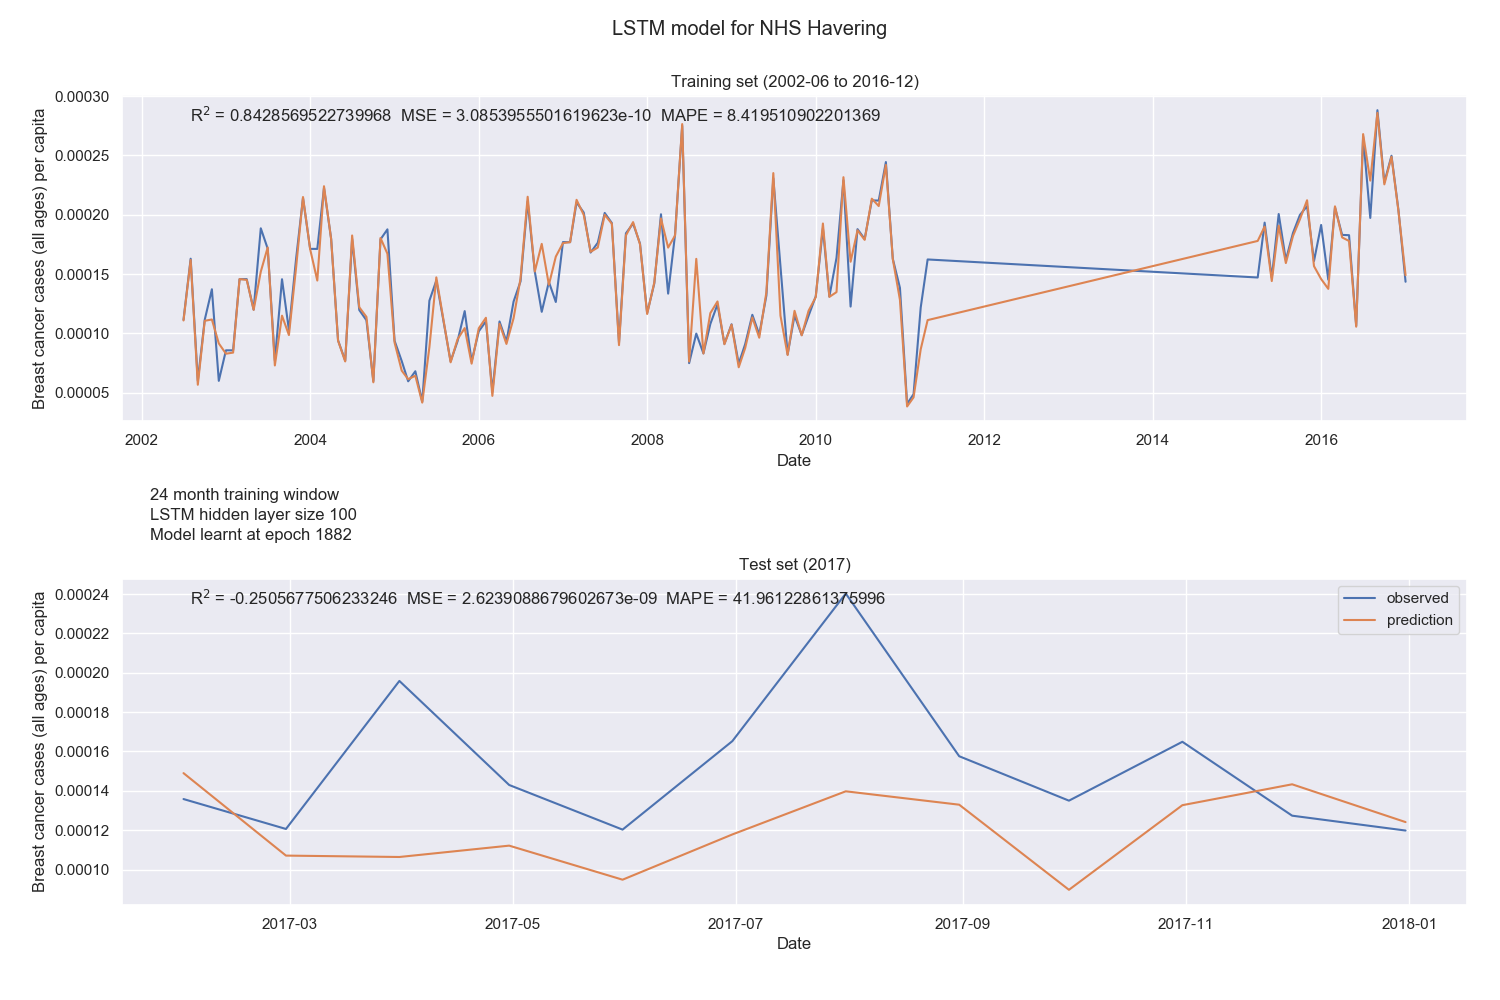 LSTM model for NHS Havering
Training set (2002-06 to 2016-12)
R² = 0.8428569522739968 MSE = 3.0853955501619623e-10 MAPE = 8.419510902201369
Breast cancer cases (all ages) per capita
0.00030
0.00025
0.00020
0.00015
0.00010
0.00005
2002 2004 2006 2008 2010 2012 2014 2016
Date
24 month training window
LSTM hidden layer size 100
Model learnt at epoch 1882
Test set (2017)
R² = -0.2505677506233246 MSE = 2.6239088679602673e-09 MAPE = 41.96122861375996
observed
prediction
Breast cancer cases (all ages) per capita
0.00024
0.00022
0.00020
0.00018
0.00016
0.00014
0.00012
0.00010
2017-03 2017-05 2017-07 2017-09 2017-11 2018-01
Date